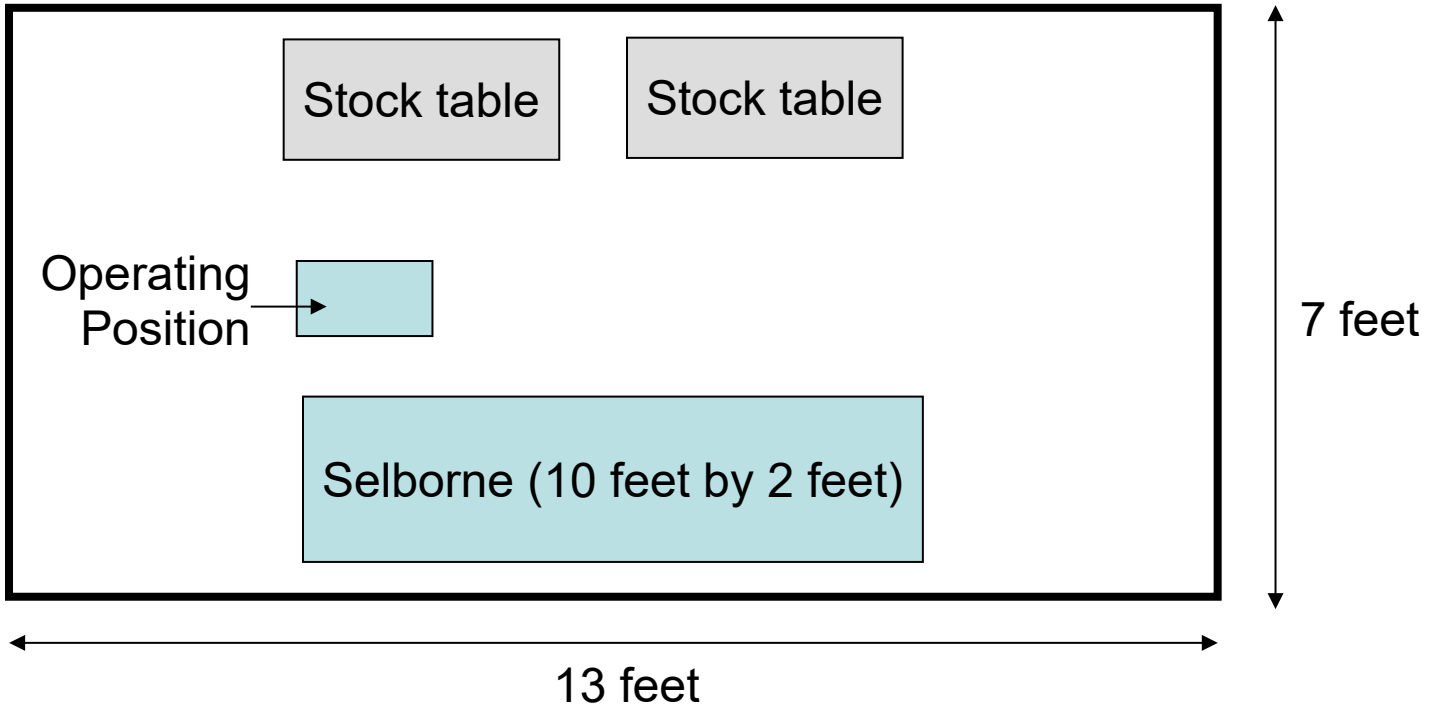 Stock table
Stock table
Operating
Position
7 feet
Selborne (10 feet by 2 feet)
13 feet